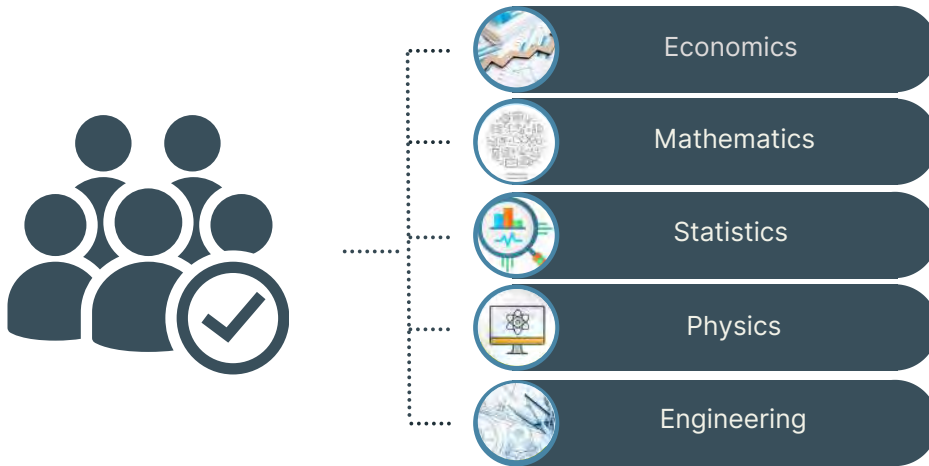 Economics
Mathematics
Statistics
Physics
Engineering